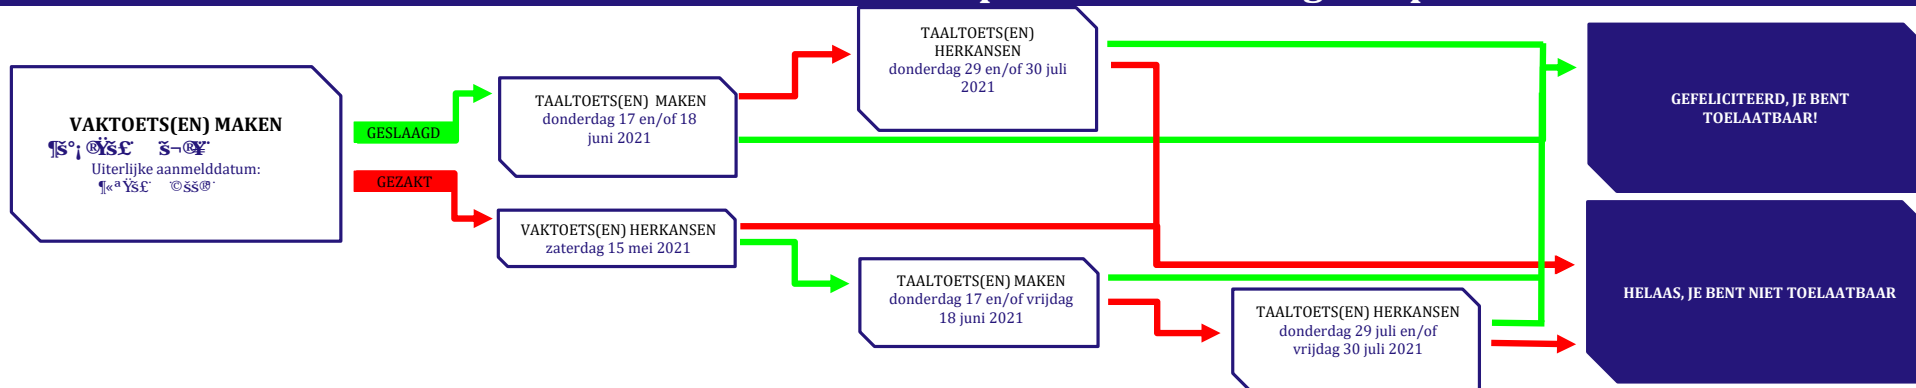 VAKTOETS(EN) MAKEN
Uiterlijke aanmelddatum:
GESLAAGD
GEZAKT
TAALTOETS(EN) MAKEN
donderdag 17 en/of 18
juni 2021
VAKTOETS(EN) HERKANSEN
zaterdag 15 mei 2021
TAALTOETS(EN)
HERKANSEN
donderdag 29 en/of 30 juli
2021
TAALTOETS(EN) MAKEN
donderdag 17 en/of vrijdag
18 juni 2021
TAALTOETS(EN) HERKANSEN
donderdag 29 juli en/of
vrijdag 30 juli 2021
GEFELICITEERD, JE BENT
TOELAATBAAR!
HELAAS, JE BENT NIET TOELAATBAAR